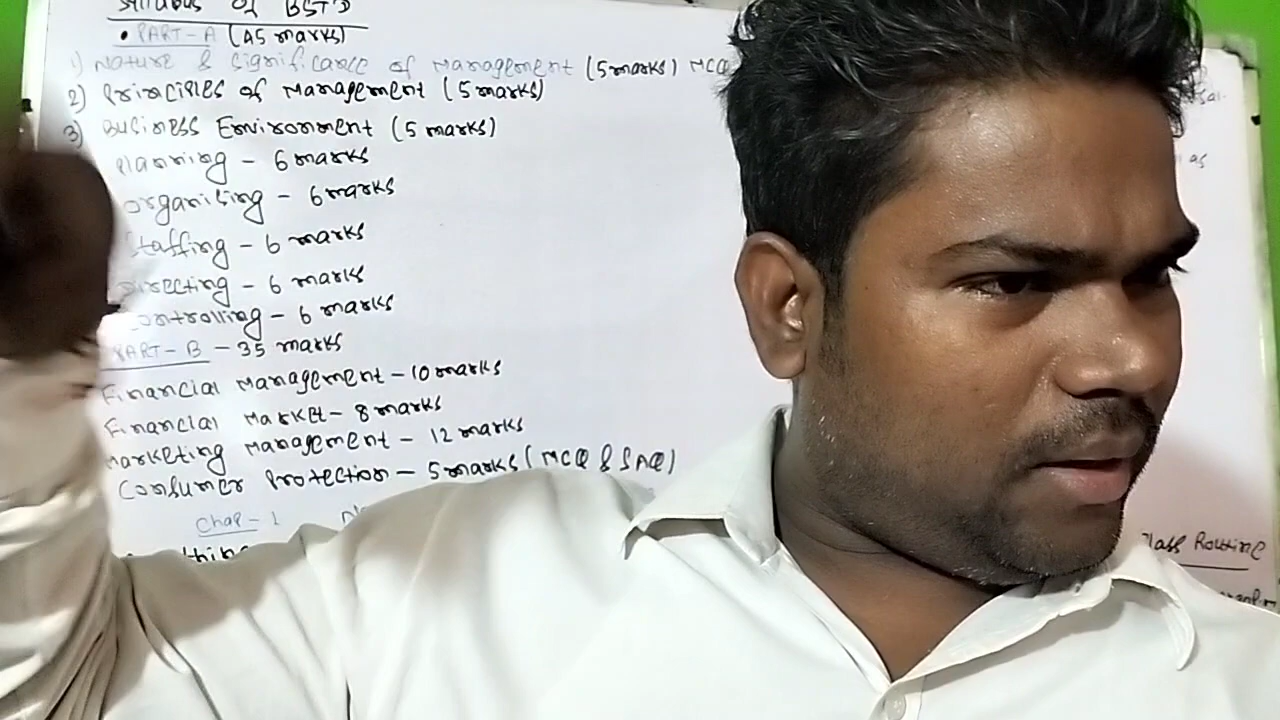 Syllabus of BST'S
• PART-A (45 marks)
1) Nature & Significance of Management (5 marks) MCQ
2) Principles of Management (5 marks)
3) Business Environment (5 marks)
Planning - 6 marks
Organising - 6 marks
Staffing - 6 marks
Directing - 6 marks
Controlling - 6 marks
PART-B - 35 marks
Financial Management - 10 marks
Financial Market - 8 marks
Marketing Management - 12 marks
Consumer Protection - 5 marks (MCQ & SAQ)
Chap-1
Class Routine